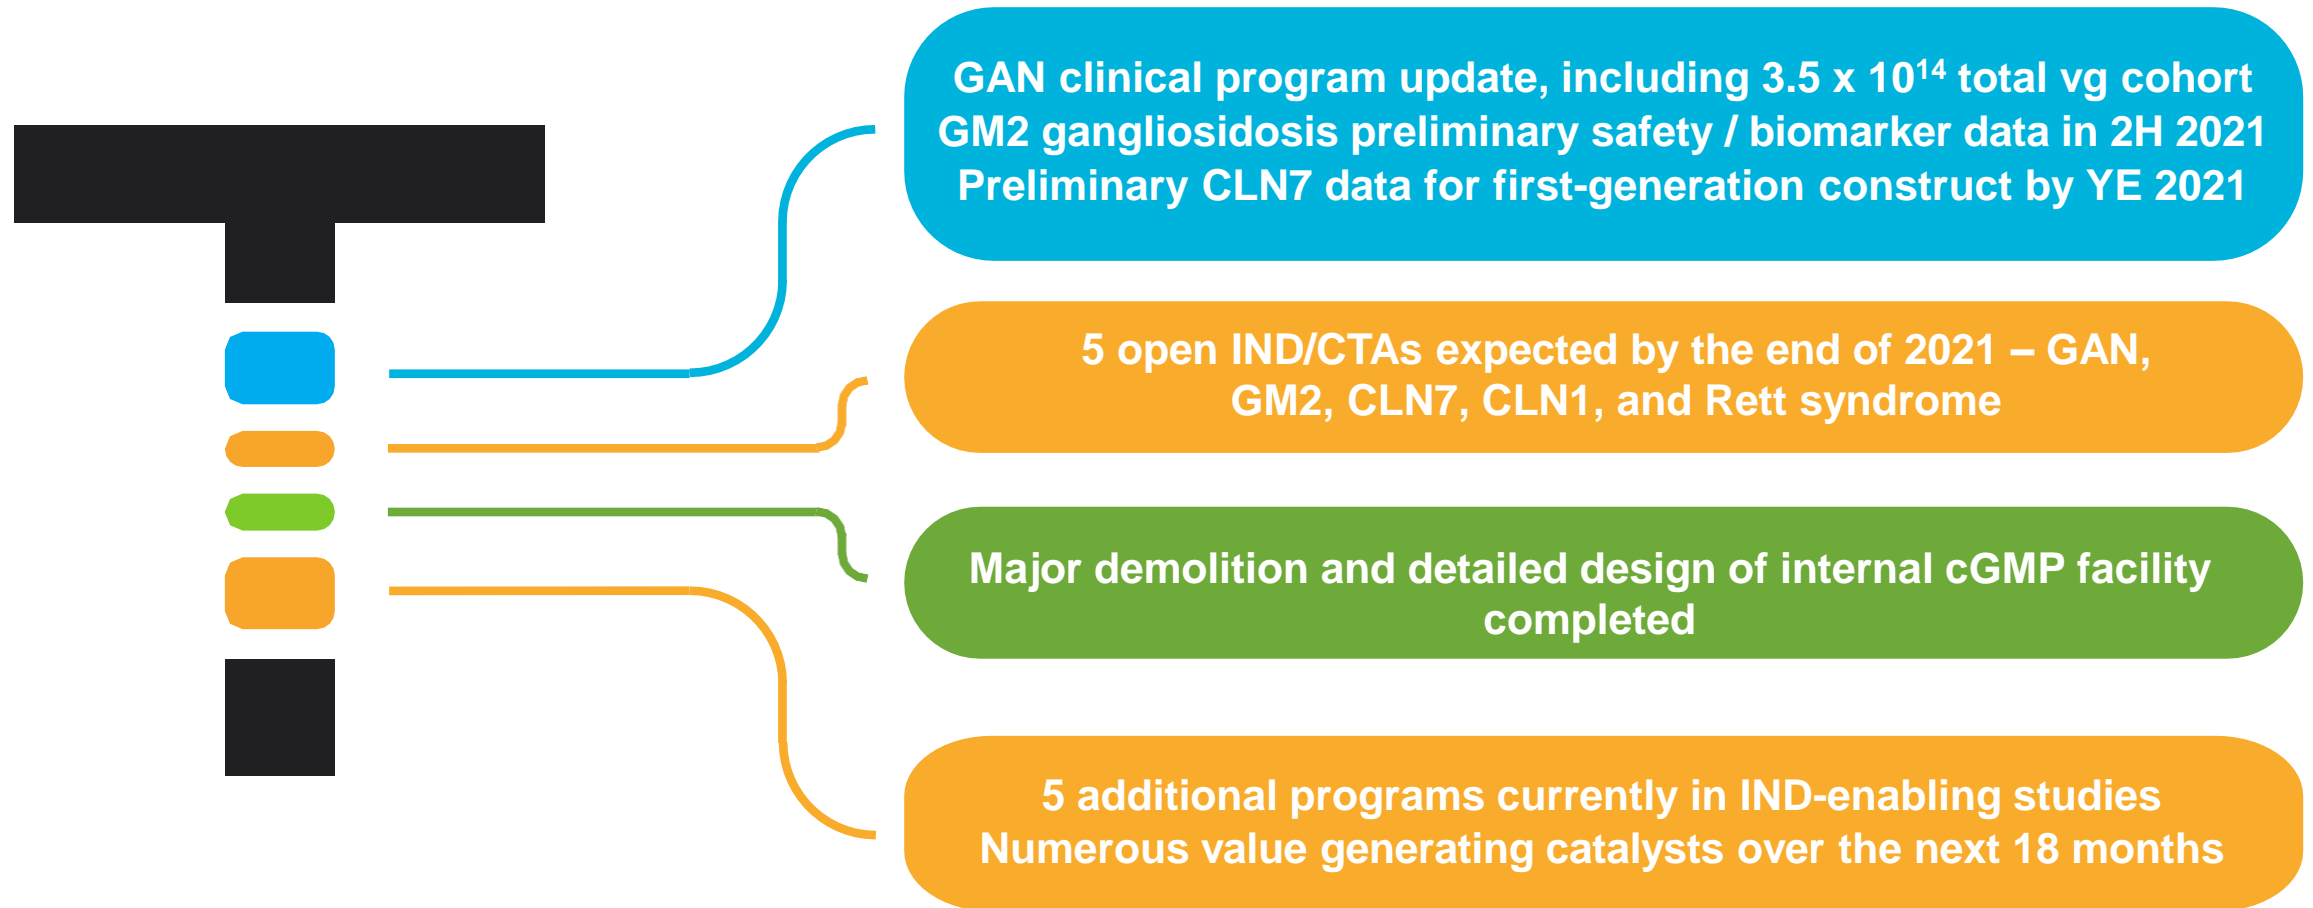 GAN clinical program update, including 3.5 x 10¹⁴ total vg cohort
GM2 gangliosidosis preliminary safety / biomarker data in 2H 2021
Preliminary CLN7 data for first-generation construct by YE 2021
5 open IND/CTAs expected by the end of 2021 – GAN,
GM2, CLN7, CLN1, and Rett syndrome
Major demolition and detailed design of internal cGMP facility
completed
5 additional programs currently in IND-enabling studies
Numerous value generating catalysts over the next 18 months